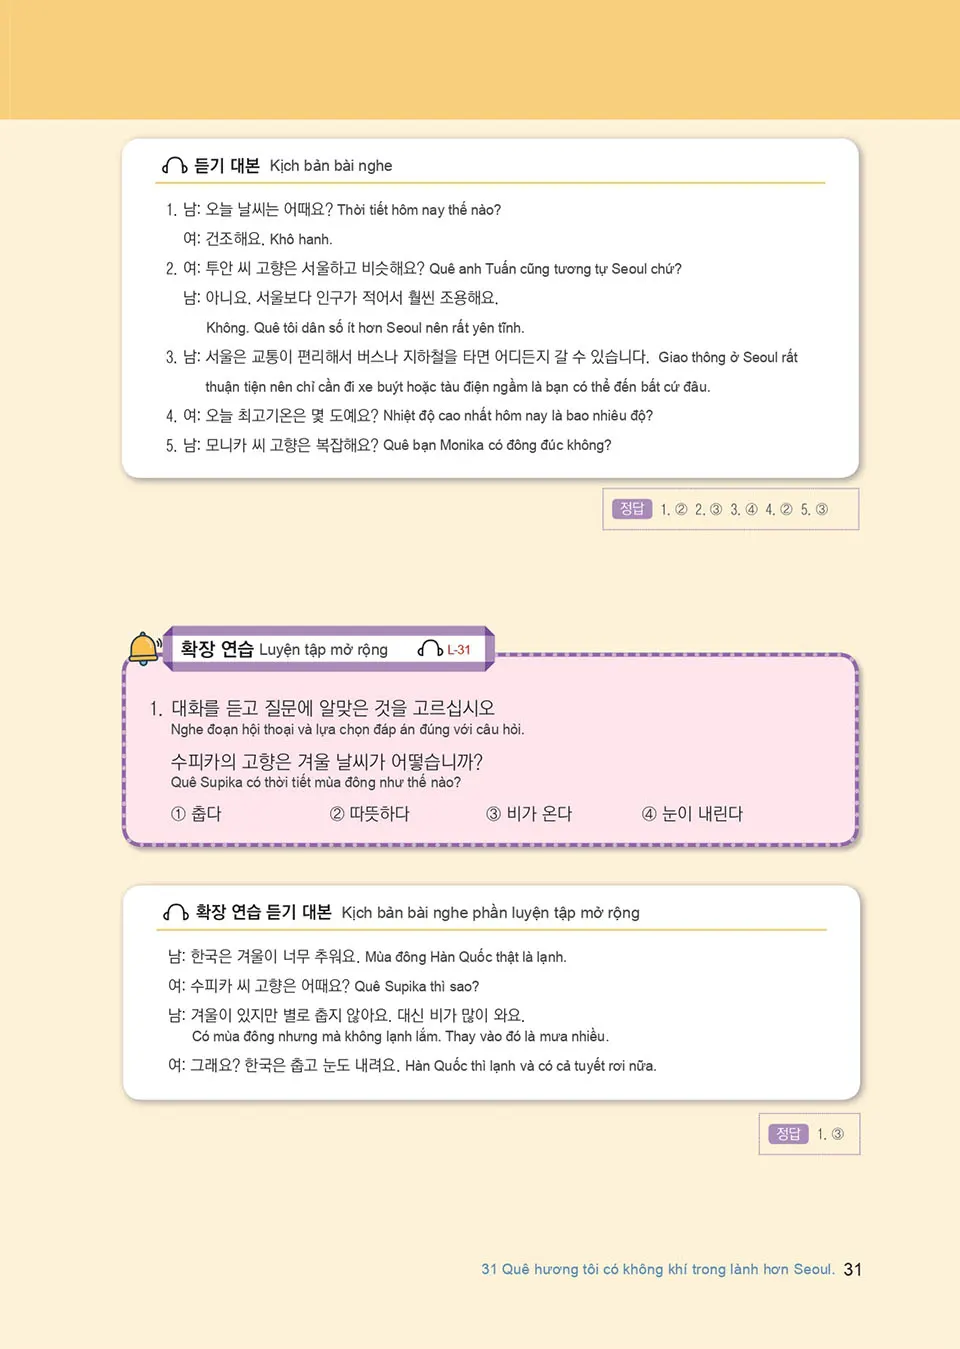 듣기 대본 Kịch bản bài nghe
1. 남: 오늘 날씨는 어때요? Thời tiết hôm nay thế nào?
여: 건조해요. Khô hanh.
2. 여: 투안 씨 고향은 서울하고 비슷해요? Quê anh Tuấn cũng tương tự Seoul chứ?
남: 아니요. 서울보다 인구가 적어서 훨씬 조용해요.
Không. Quê tôi dân số ít hơn Seoul nên rất yên tĩnh.
3. 남: 서울은 교통이 편리해서 버스나 지하철을 타면 어디든지 갈 수 있습니다. Giao thông ở Seoul rất
thuận tiện nên chỉ cần đi xe buýt hoặc tàu điện ngầm là bạn có thể đến bất cứ đâu.
4. 여: 오늘 최고기온은 몇 도예요? Nhiệt độ cao nhất hôm nay là bao nhiêu độ?
5. 남: 모니카 씨 고향은 복잡해요? Quê bạn Monika có đông đúc không?
정답 1. ② 2. ③ 3. ④ 4. ② 5. ③
확장 연습 Luyện tập mở rộng L-31
1. 대화를 듣고 질문에 알맞은 것을 고르십시오
Nghe đoạn hội thoại và lựa chọn đáp án đúng với câu hỏi.
수피카의 고향은 겨울 날씨가 어떻습니까?
Quê Supika có thời tiết mùa đông như thế nào?
① 춥다 ② 따뜻하다 ③ 비가 온다 ④ 눈이 내린다
확장 연습 듣기 대본 Kịch bản bài nghe phần luyện tập mở rộng
남: 한국은 겨울이 너무 추워요. Mùa đông Hàn Quốc thật là lạnh.
여: 수피카 씨 고향은 어때요? Quê Supika thì sao?
남: 겨울이 있지만 별로 춥지 않아요. 대신 비가 많이 와요.
Có mùa đông nhưng mà không lạnh lắm. Thay vào đó là mưa nhiều.
여: 그래요? 한국은 춥고 눈도 내려요. Hàn Quốc thì lạnh và có cả tuyết rơi nữa.
정답 1. ③
31 Quê hương tôi có không khí trong lành hơn Seoul. 31